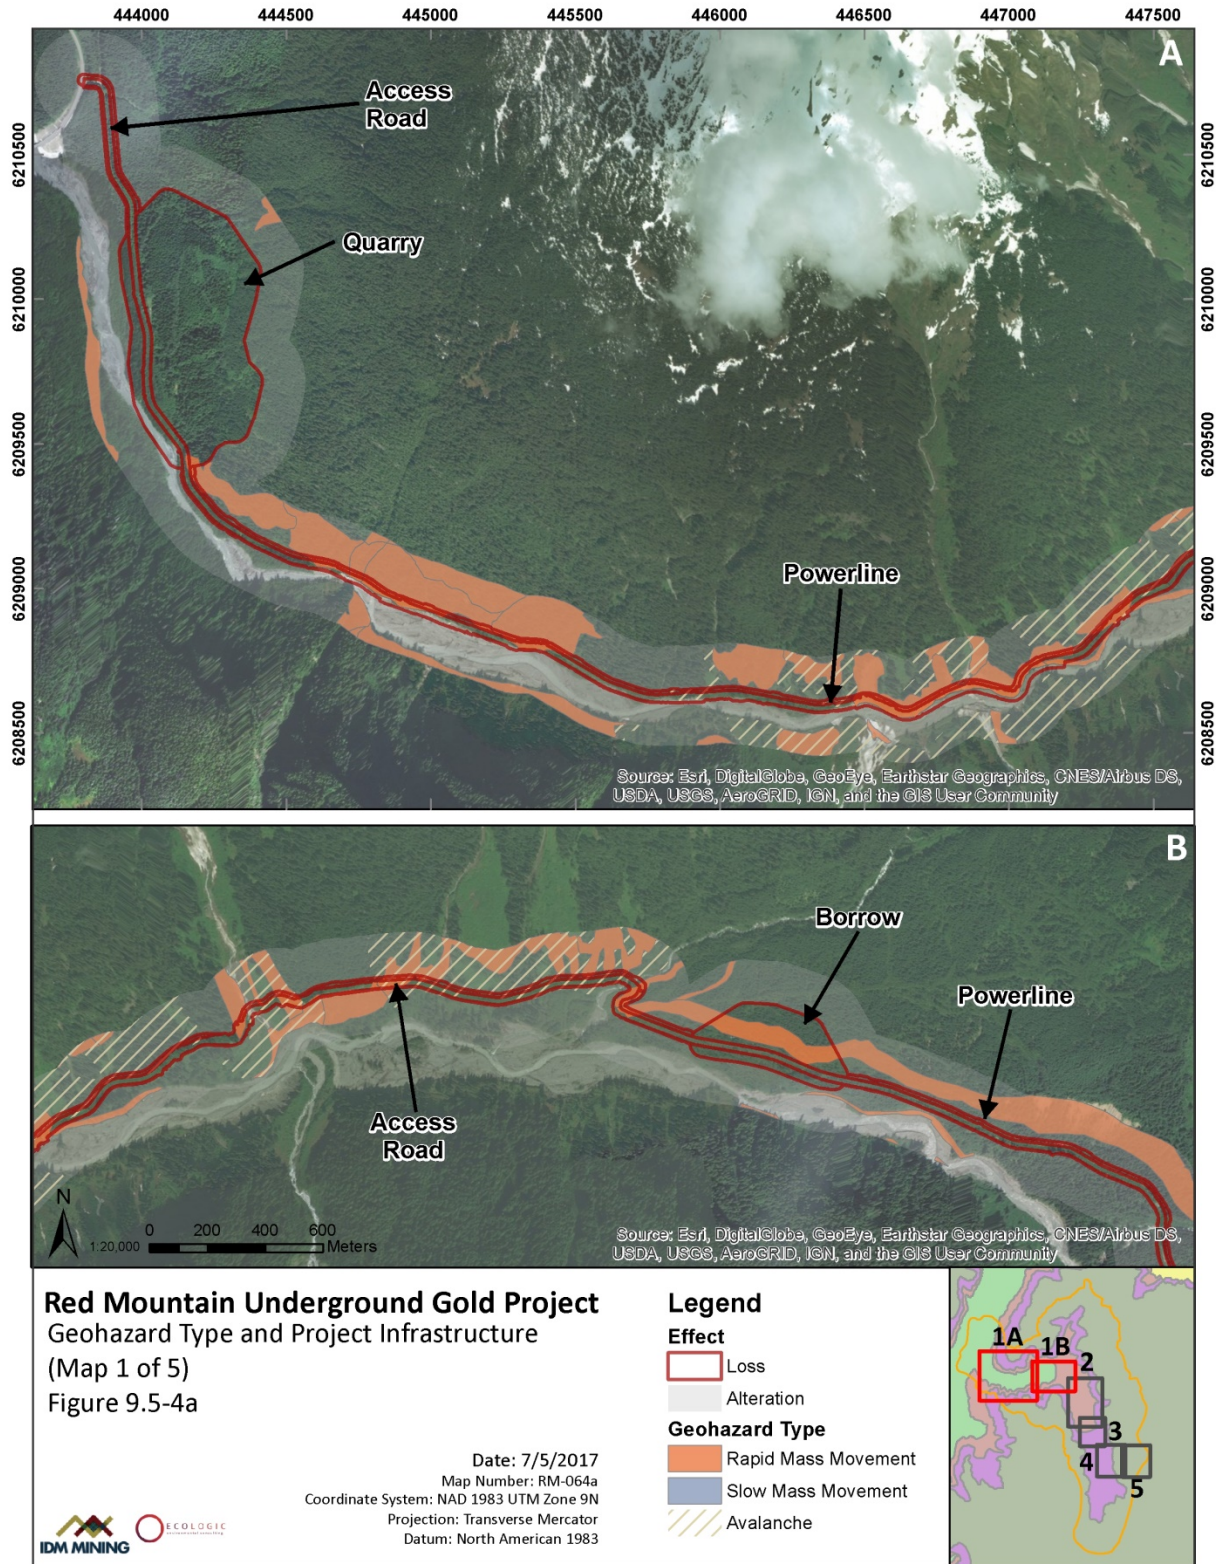 444000 444500 445000 445500 446000 446500 447000 447500
A
Access
Road
Quarry
Powerline
6210500
6210000
6209500
6209000
6208500
6210500
6210000
6209500
6209000
6208500
Source: Esri, DigitalGlobe, GeoEye, Earthstar Geographics, CNES/Airbus DS,
USDA, USGS, AeroGRID, IGN, and the GIS User Community
B
Borrow
Powerline
Access
Road
N
0 200 400 600
1:20,000 Meters
Source: Esri, DigitalGlobe, GeoEye, Earthstar Geographics, CNES/Airbus DS,
USDA, USGS, AeroGRID, IGN, and the GIS User Community
Red Mountain Underground Gold Project
Geohazard Type and Project Infrastructure
(Map 1 of 5)
Figure 9.5-4a
Date: 7/5/2017
Map Number: RM-064a
Coordinate System: NAD 1983 UTM Zone 9N
Projection: Transverse Mercator
Datum: North American 1983
IDM MINING
ECOLOGIC
Legend
Effect
Loss
Alteration
Geohazard Type
Rapid Mass Movement
Slow Mass Movement
Avalanche
1A
1B
2
3
4
5